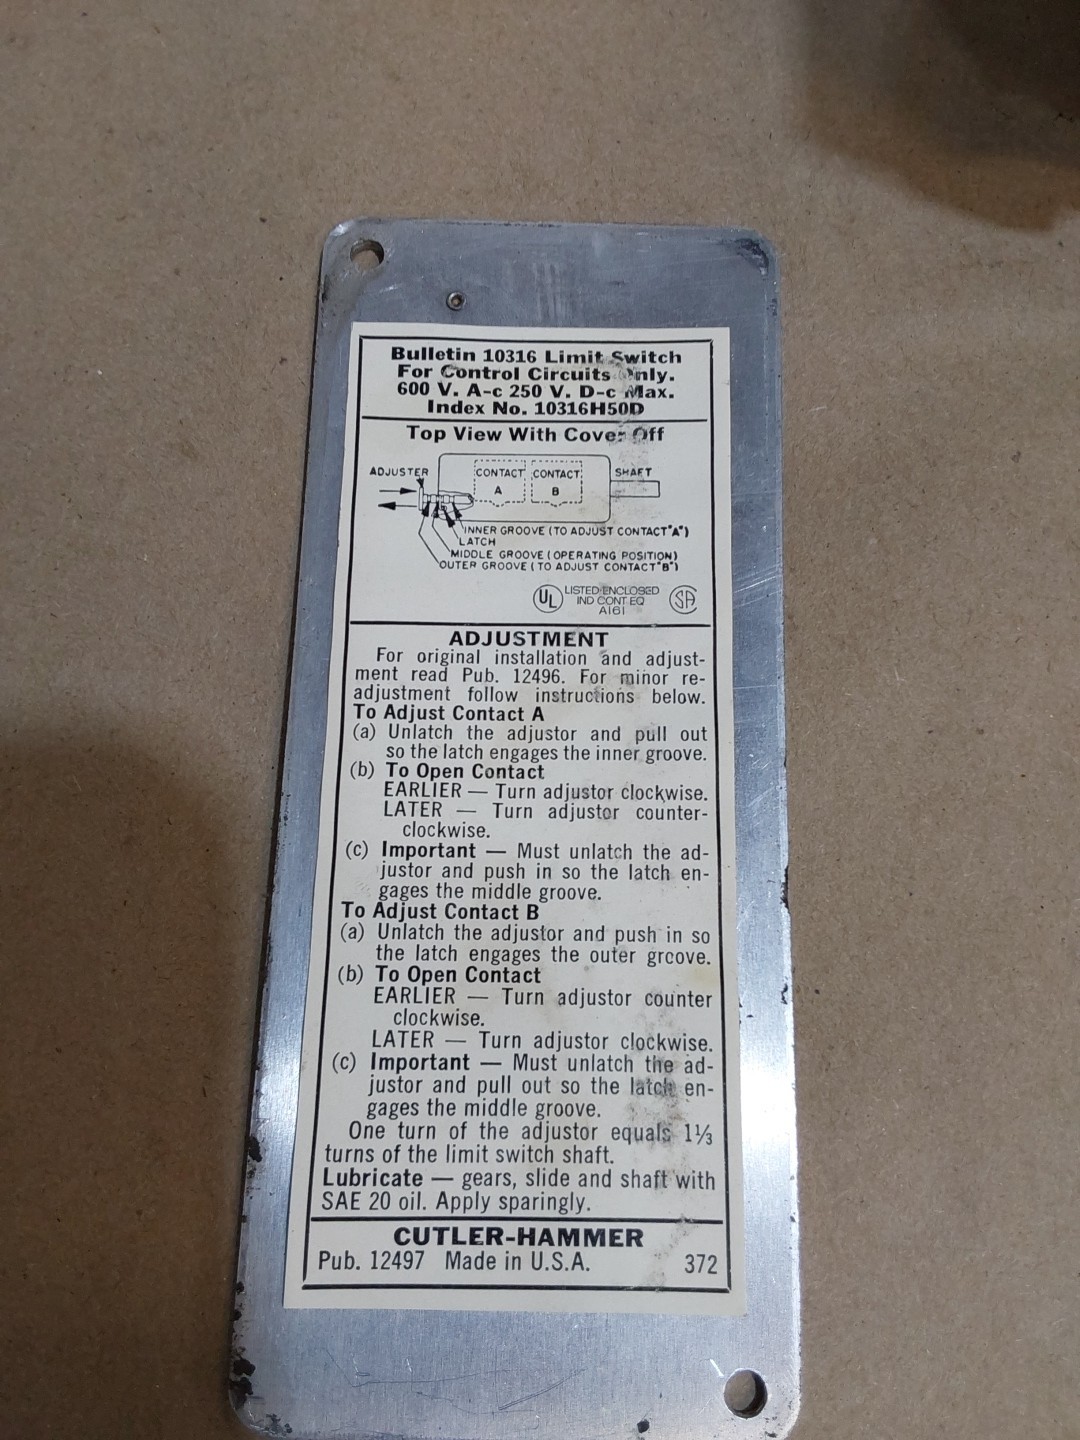 Bulletin 10316 Limit Switch
For Control Circuits Only.
600 V. A-c 250 V. D-c Max.
Index No. 10316H50D
Top View With Cover Off
ADJUSTER
CONTACT A
CONTACT B
SHAFT
INNER GROOVE (TO ADJUST CONTACT "A")
LATCH
MIDDLE GROOVE (OPERATING POSITION)
OUTER GROOVE (TO ADJUST CONTACT "B")
UL
LISTED ENCLOSED
IND CONT EQ
A161
SA
ADJUSTMENT
For original installation and adjust-
ment read Pub. 12496. For minor re-
adjustment follow instructions below.
To Adjust Contact A
(a) Unlatch the adjustor and pull out
so the latch engages the inner groove.
(b) To Open Contact
EARLIER — Turn adjustor clockwise.
LATER — Turn adjustor counter-
clockwise.
(c) Important — Must unlatch the ad-
justor and push in so the latch en-
gages the middle groove.
To Adjust Contact B
(a) Unlatch the adjustor and push in so
the latch engages the outer groove.
(b) To Open Contact
EARLIER — Turn adjustor counter
clockwise.
LATER — Turn adjustor clockwise.
(c) Important — Must unlatch the ad-
justor and pull out so the latch en-
gages the middle groove.
One turn of the adjustor equals 1⅓
turns of the limit switch shaft.
Lubricate — gears, slide and shaft with
SAE 20 oil. Apply sparingly.
CUTLER-HAMMER
Pub. 12497 Made in U.S.A. 372